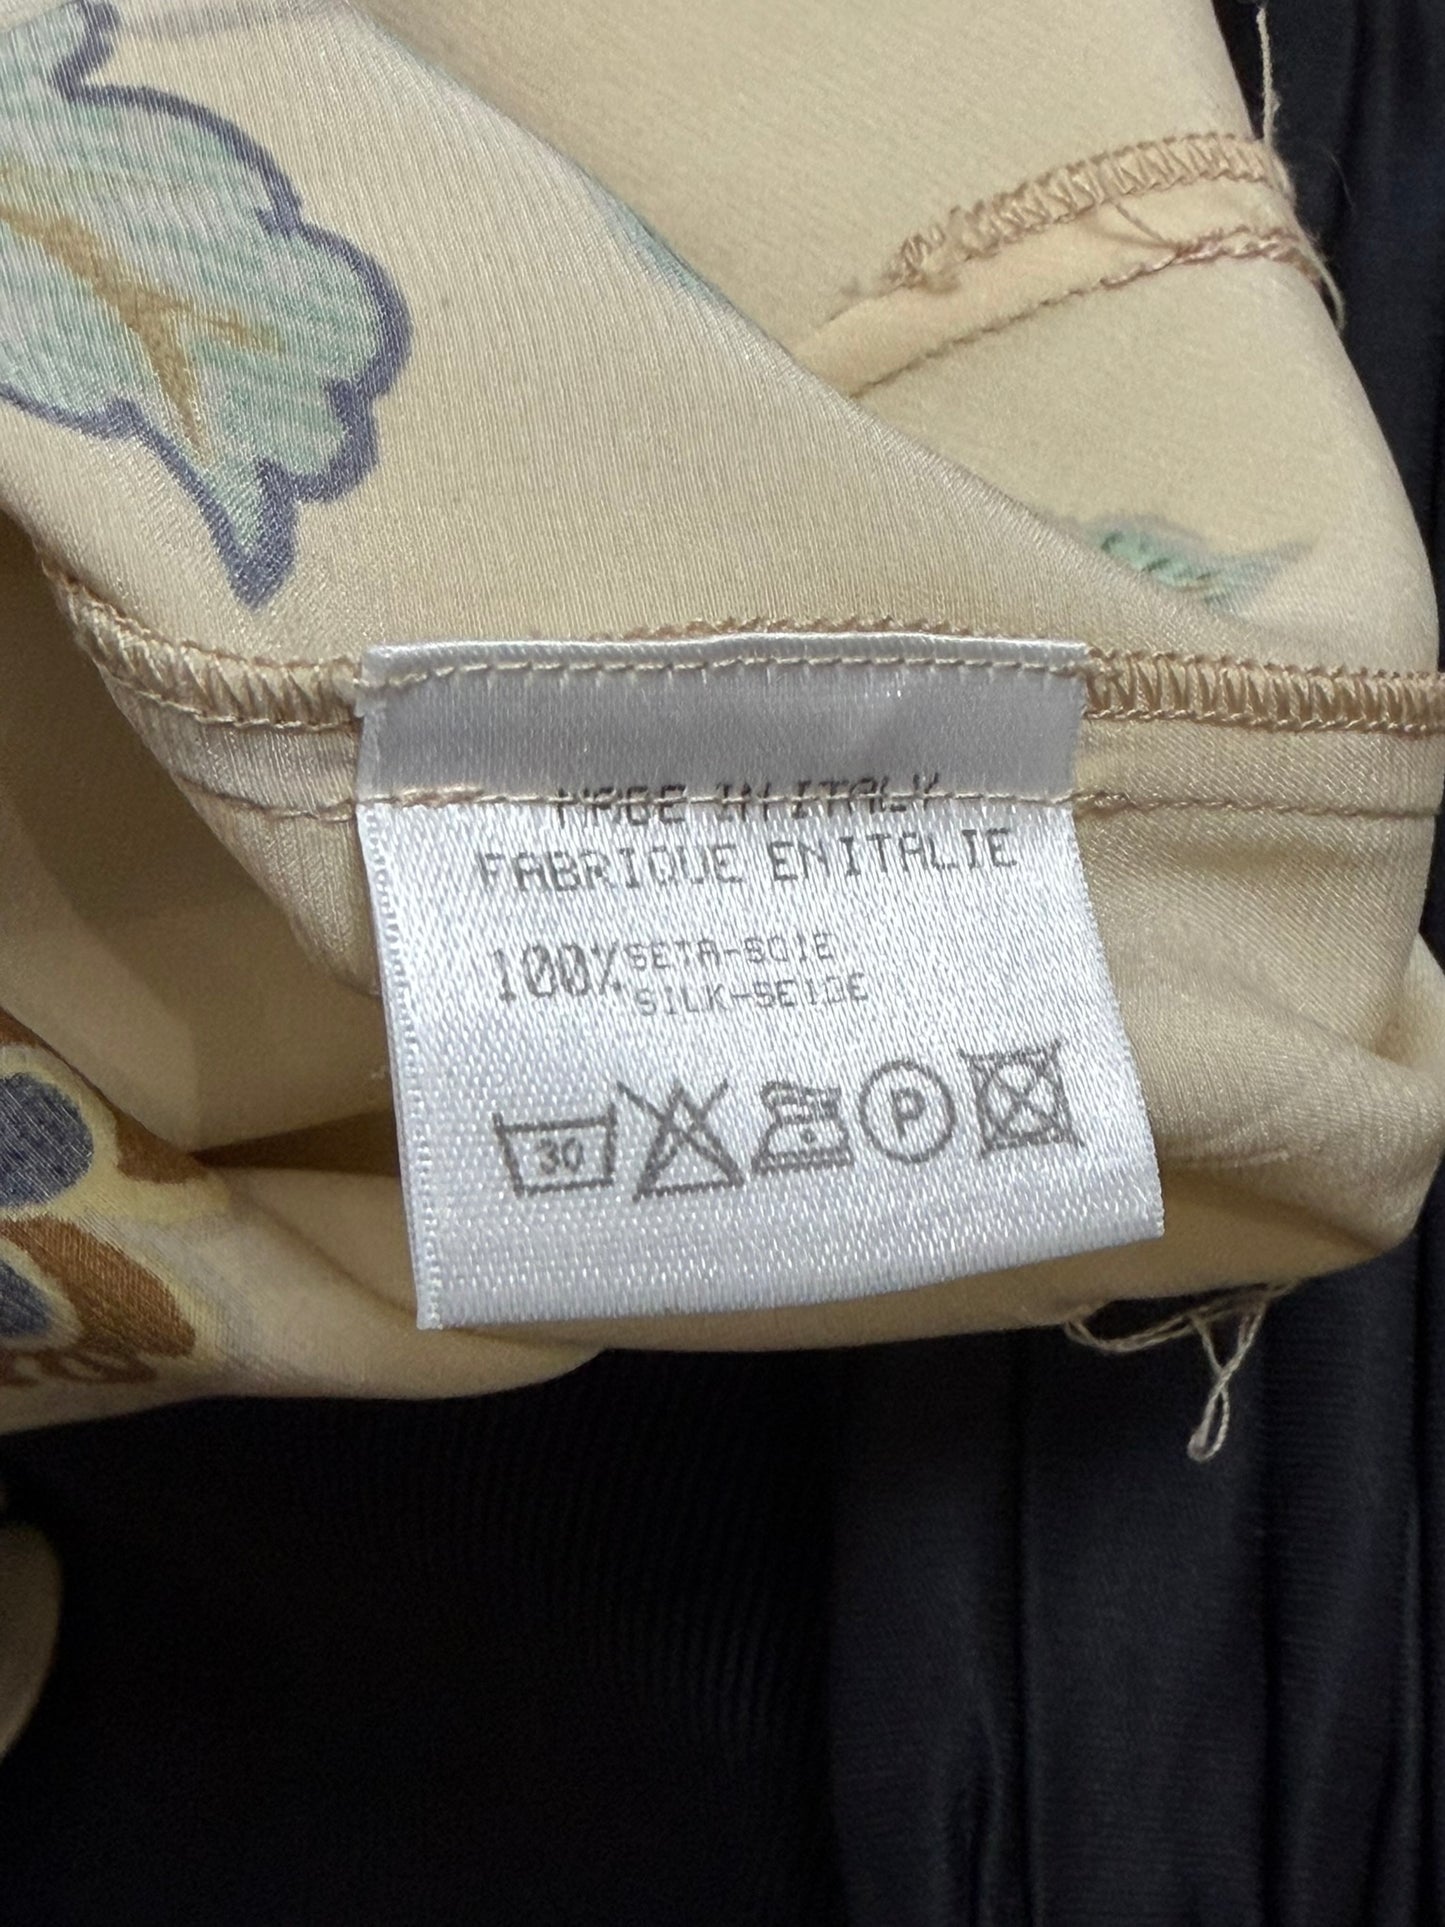 MADE IN ITALY
FABRIQUE EN ITALIE
100% SETA-SOIE
SILK-SEIDE
30
P